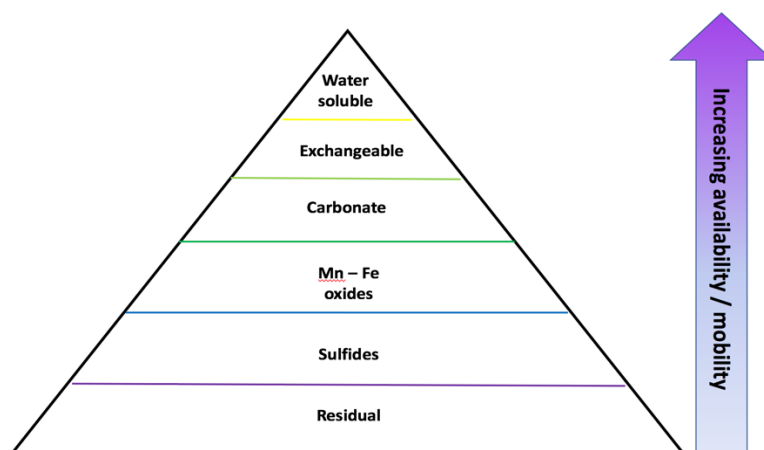 Water
soluble
Exchangeable
Carbonate
Mn – Fe
oxides
Sulfides
Residual
Increasing availability / mobility